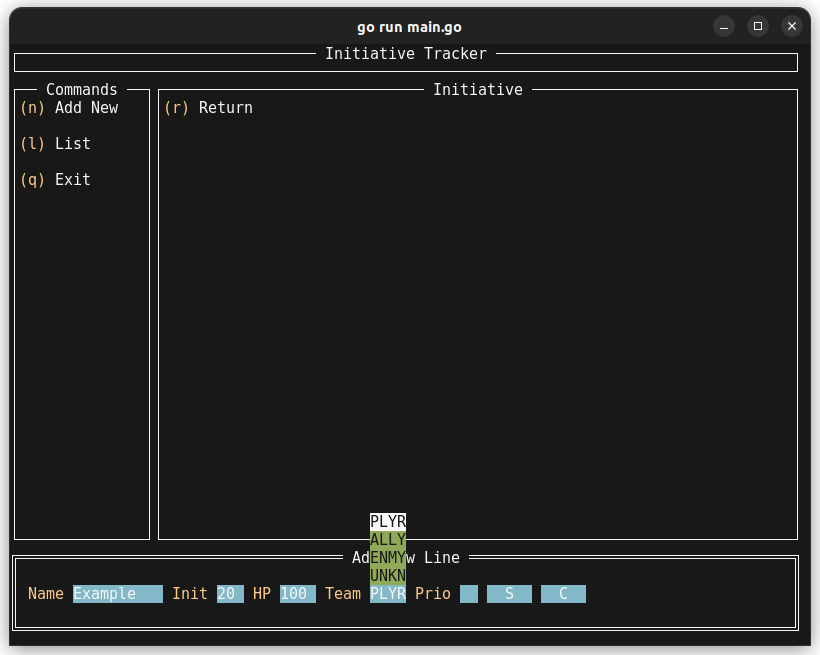 go run main.go
Initiative Tracker
Commands
(n) Add New
(l) List
(q) Exit
Initiative
(r) Return
PLYR
ALLY
ENMY
UNKN
Ad w Line
Name Example Init 20 HP 100 Team PLYR Prio S C